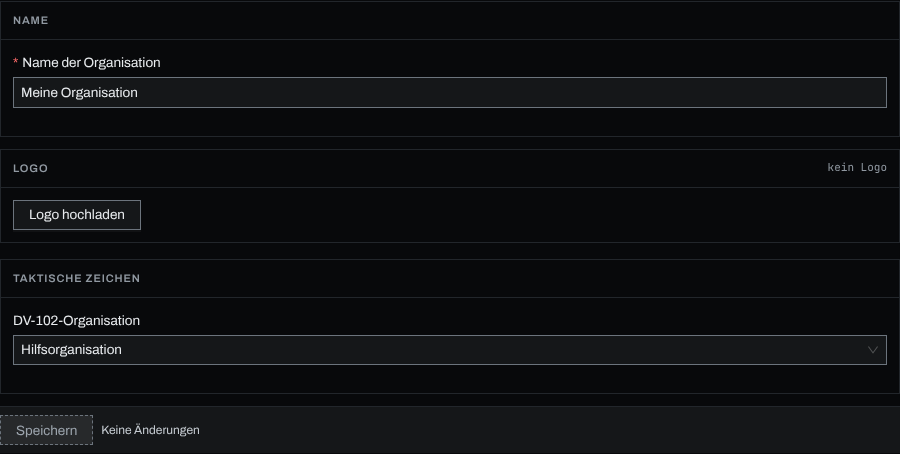 NAME
* Name der Organisation
Meine Organisation
LOGO kein Logo
Logo hochladen
TAKTISCHE ZEICHEN
DV-102-Organisation
Hilfsorganisation
Speichern Keine Änderungen